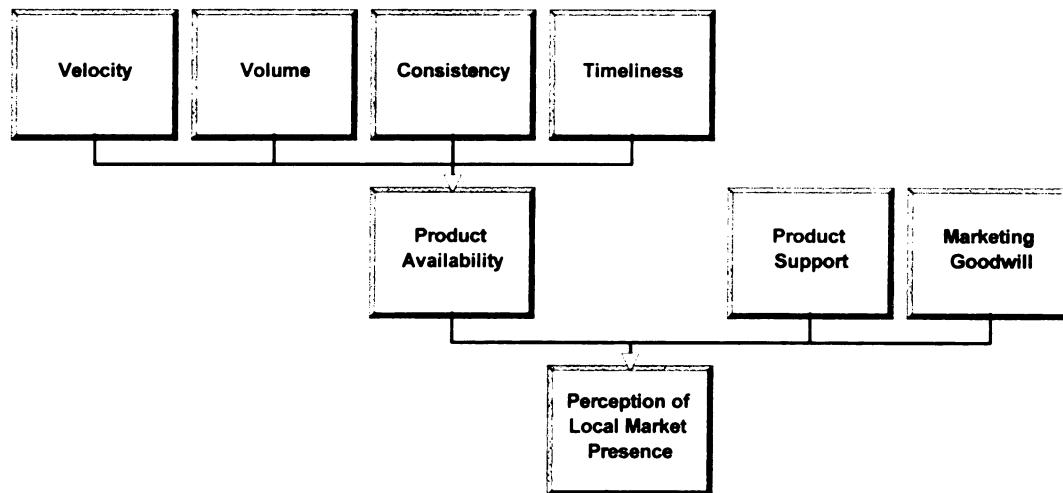 Velocity
Volume
Consistency
Timeliness
Product
Availability
Product
Support
Marketing
Goodwill
Perception of
Local Market
Presence